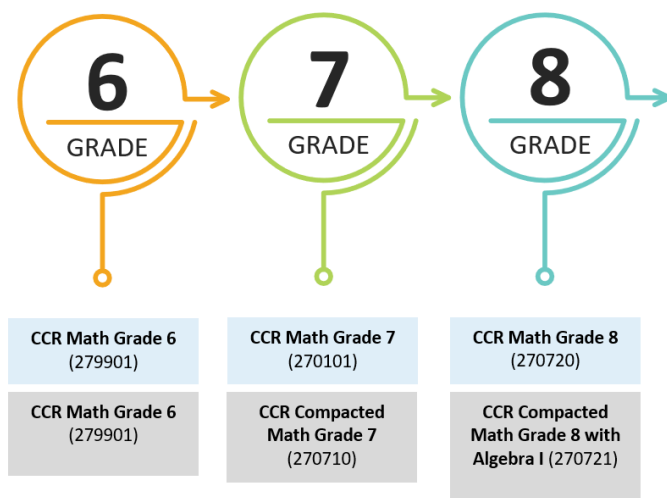 6
GRADE
7
GRADE
8
GRADE
CCR Math Grade 6
(279901)
CCR Math Grade 7
(270101)
CCR Math Grade 8
(270720)
CCR Math Grade 6
(279901)
CCR Compacted
Math Grade 7
(270710)
CCR Compacted
Math Grade 8 with
Algebra I (270721)